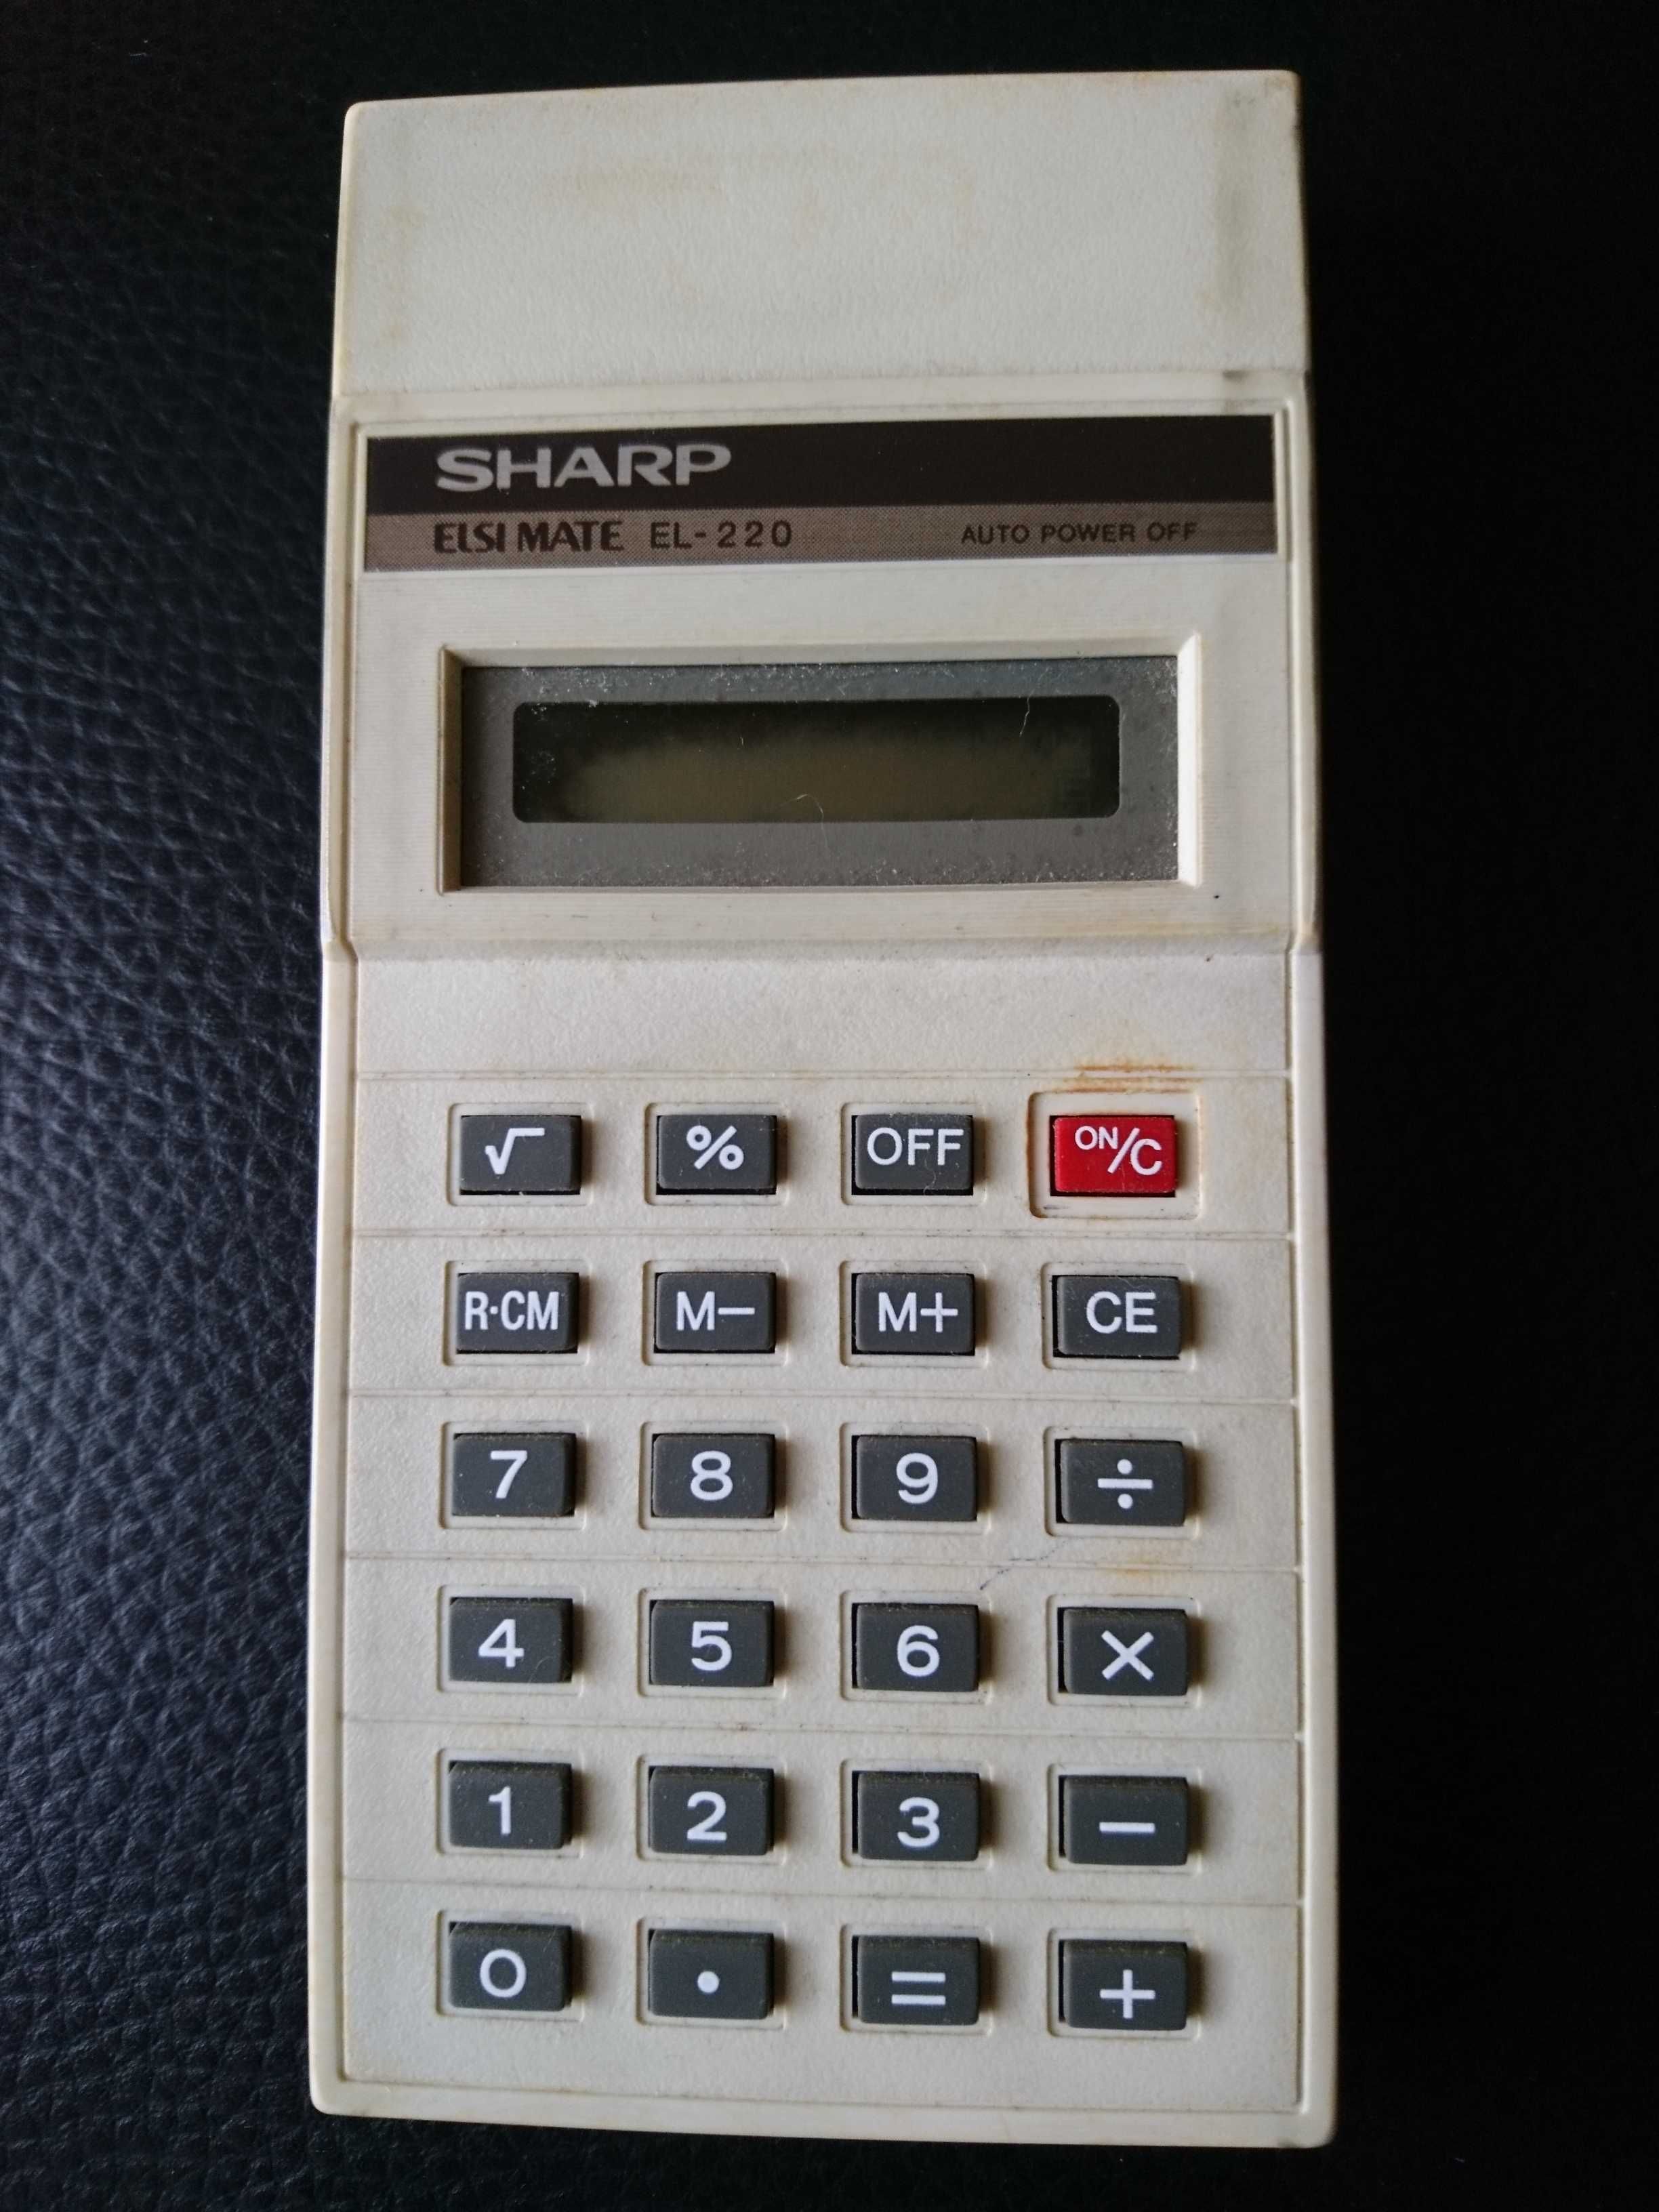 SHARP
ELSI MATE EL-220 AUTO POWER OFF
√ % OFF ON/C
R·CM M− M+ CE
7 8 9 ÷
4 5 6 ×
1 2 3 −
0 • = +